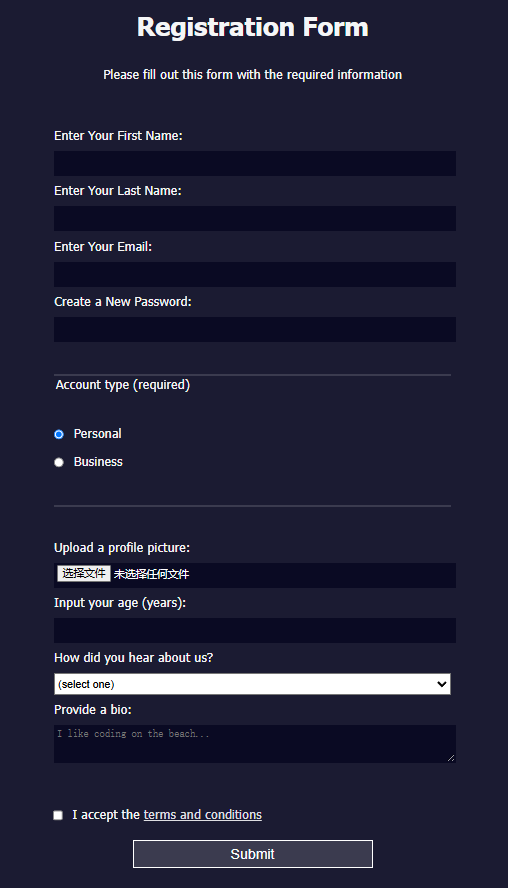 Registration Form
Please fill out this form with the required information
Enter Your First Name:
Enter Your Last Name:
Enter Your Email:
Create a New Password:
Account type (required)
Personal
Business
Upload a profile picture:
选择文件 未选择任何文件
Input your age (years):
How did you hear about us?
(select one)
Provide a bio:
I like coding on the beach...
I accept the terms and conditions
Submit